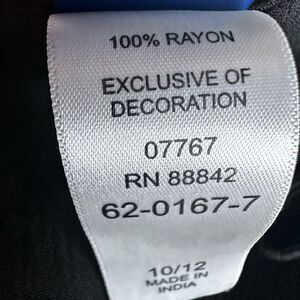 100% RAYON
EXCLUSIVE OF
DECORATION
07767
RN 88842
62-0167-7
10/12
MADE IN
INDIA